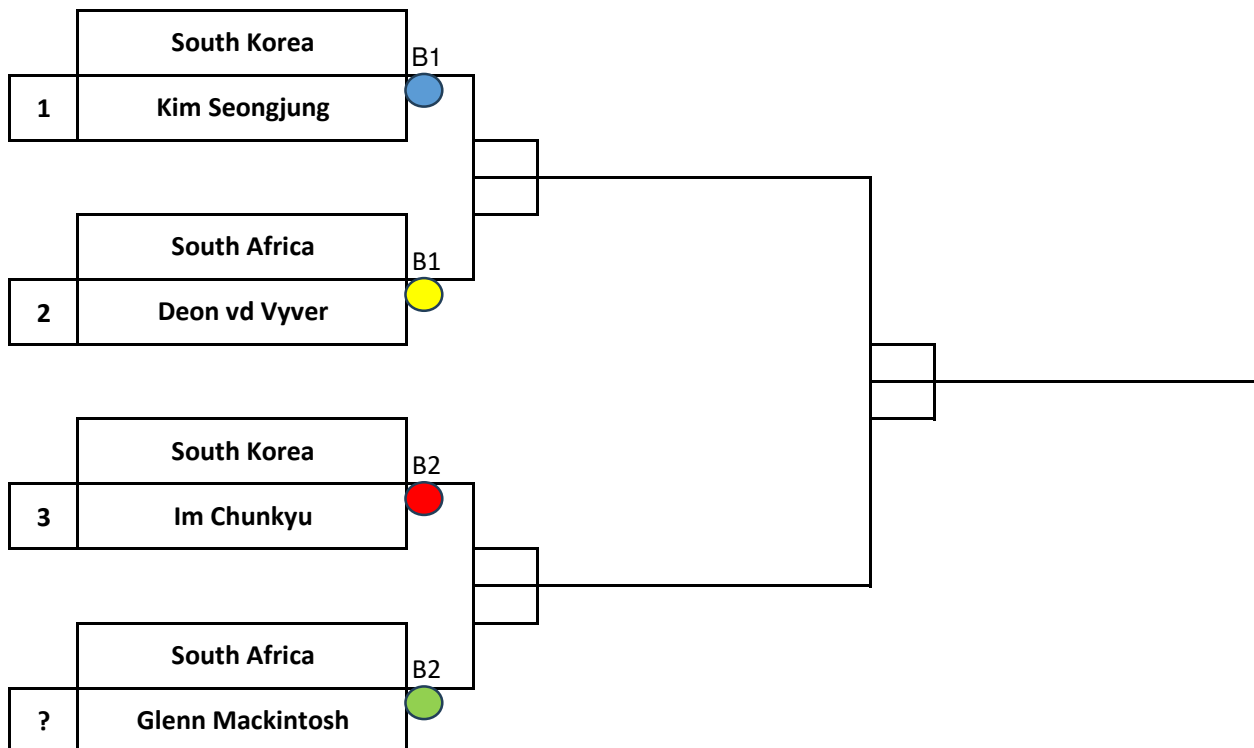 South Korea
B1
1 Kim Seongjung
South Africa
B1
2 Deon vd Vyver
South Korea
B2
3 Im Chunkyu
South Africa
B2
? Glenn Mackintosh